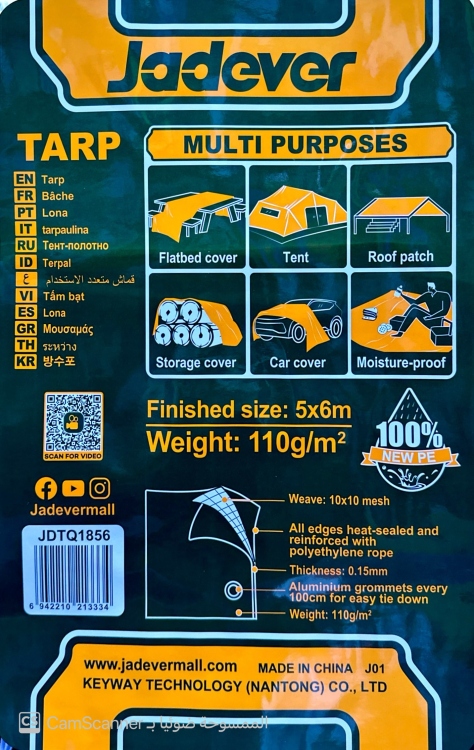 Jadever
TARP
EN Tarp
FR Bâche
PT Lona
IT tarpaulina
RU Тент-полотно
ID Terpal
ع قماش متعدد الاستخدام
VI Tấm bạt
ES Lona
GR Μουσαμάς
TH ระหว่าง
KR 방수포
MULTI PURPOSES
Flatbed cover
Tent
Roof patch
Storage cover
Car cover
Moisture-proof
SCAN FOR VIDEO
Jadevermall
Finished size: 5x6m
Weight: 110g/m²
100%
NEW PE
JDTQ1856
6 942210 213334
Weave: 10x10 mesh
All edges heat-sealed and
reinforced with
polyethylene rope
Thickness: 0.15mm
Aluminium grommets every
100cm for easy tie down
Weight: 110g/m²
www.jadevermall.com MADE IN CHINA J01
KEYWAY TECHNOLOGY (NANTONG) CO., LTD
CS CamScanner الممسوحة ضوئيا بـ